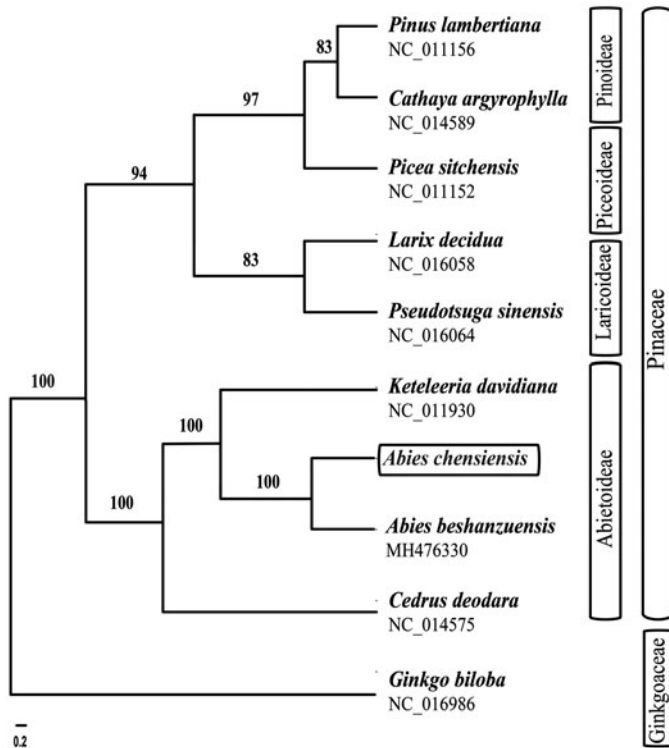 Pinus lambertiana
NC_011156
83
Cathaya argyrophylla
NC_014589
97
Picea sitchensis
NC_011152
94
Larix decidua
NC_016058
83
Pseudotsuga sinensis
NC_016064
100
Keteleeria davidiana
NC_011930
100
Abies chensiensis
100
Abies beshanzuensis
MH476330
100
Cedrus deodara
NC_014575
Ginkgo biloba
NC_016986
0.2
Pinoideae
Piceoideae
Laricoideae
Abietoideae
Pinaceae
Ginkgoaceae